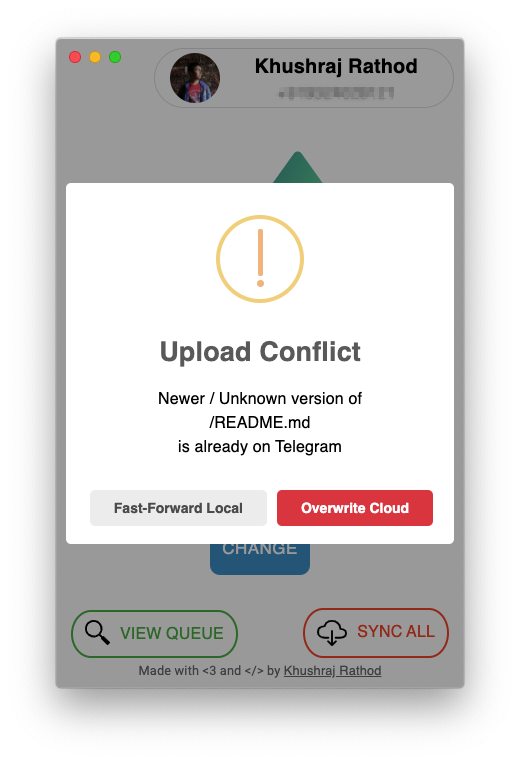 Khushraj Rathod
Upload Conflict
Newer / Unknown version of
/README.md
is already on Telegram
Fast-Forward Local
Overwrite Cloud
CHANGE
VIEW QUEUE
SYNC ALL
Made with <3 and </> by Khushraj Rathod